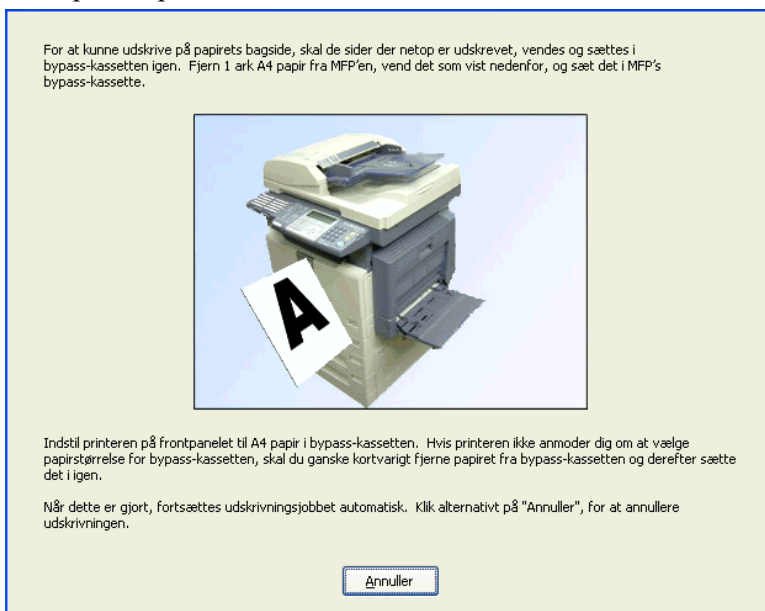 For at kunne udskrive på papirets bagside, skal de sider der netop er udskrevet, vendes og sættes i
bypass-kassetten igen. Fjern 1 ark A4 papir fra MFP'en, vend det som vist nedenfor, og sæt det i MFP's
bypass-kassette.
A
Indstil printeren på frontpanelet til A4 papir i bypass-kassetten. Hvis printeren ikke anmoder dig om at vælge
papirstørrelse for bypass-kassetten, skal du ganske kortvarigt fjerne papiret fra bypass-kassetten og derefter sætte
det i igen.
Når dette er gjort, fortsættes udskrivningsjobbet automatisk. Klik alternativt på "Annuller", for at annullere
udskrivningen.
Annuller